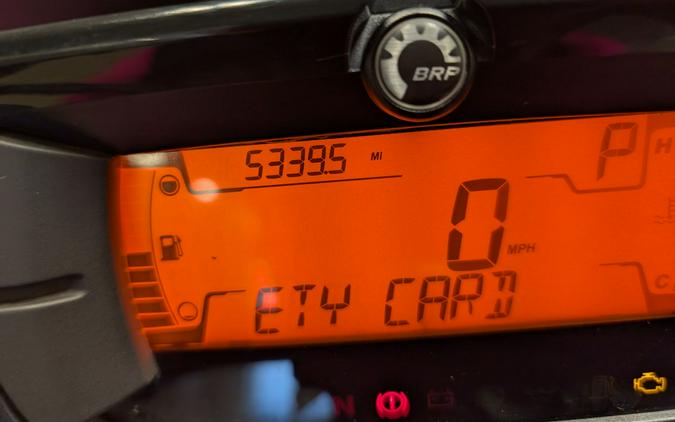 BRP
5339.5 MI
P
H
0 MPH
ETY CARD
C
N